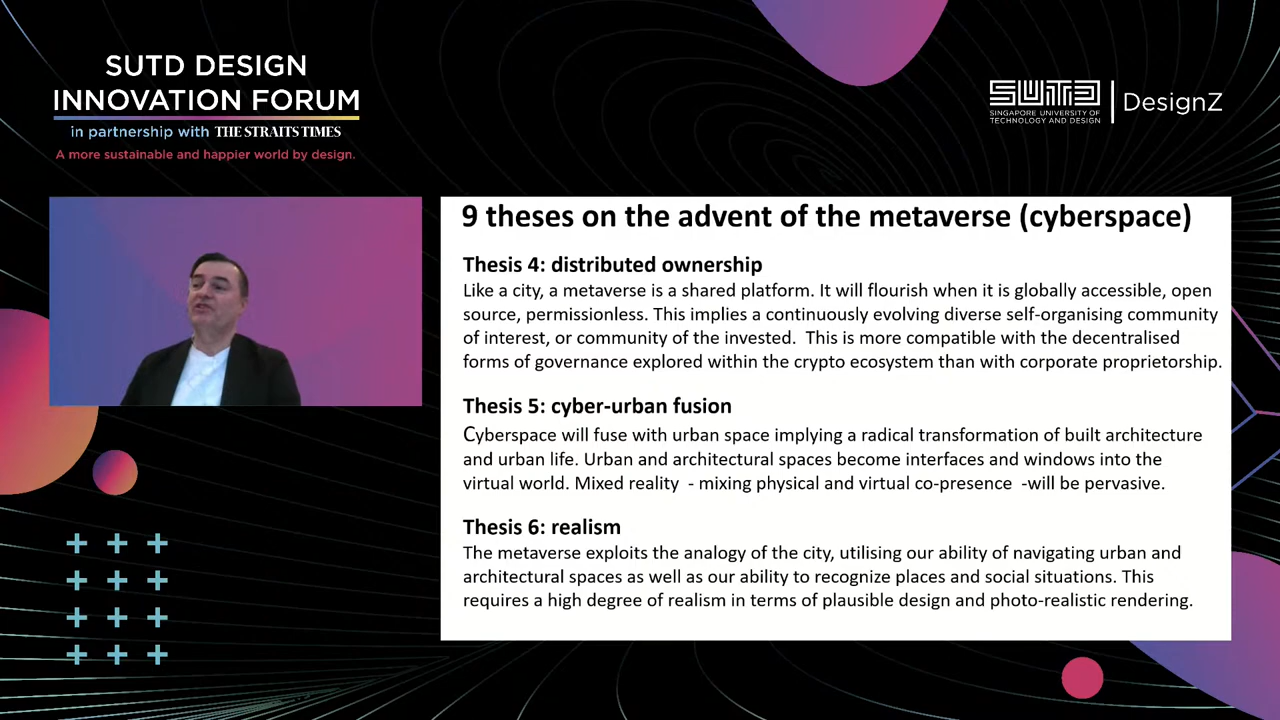 SUTD DESIGN
INNOVATION FORUM
in partnership with THE STRAITS TIMES
A more sustainable and happier world by design.
SUTD
SINGAPORE UNIVERSITY OF
TECHNOLOGY AND DESIGN
DesignZ
9 theses on the advent of the metaverse (cyberspace)
Thesis 4: distributed ownership
Like a city, a metaverse is a shared platform. It will flourish when it is globally accessible, open
source, permissionless. This implies a continuously evolving diverse self-organising community
of interest, or community of the invested.  This is more compatible with the decentralised
forms of governance explored within the crypto ecosystem than with corporate proprietorship.
Thesis 5: cyber-urban fusion
Cyberspace will fuse with urban space implying a radical transformation of built architecture
and urban life. Urban and architectural spaces become interfaces and windows into the
virtual world. Mixed reality  - mixing physical and virtual co-presence  -will be pervasive.
Thesis 6: realism
The metaverse exploits the analogy of the city, utilising our ability of navigating urban and
architectural spaces as well as our ability to recognize places and social situations. This
requires a high degree of realism in terms of plausible design and photo-realistic rendering.